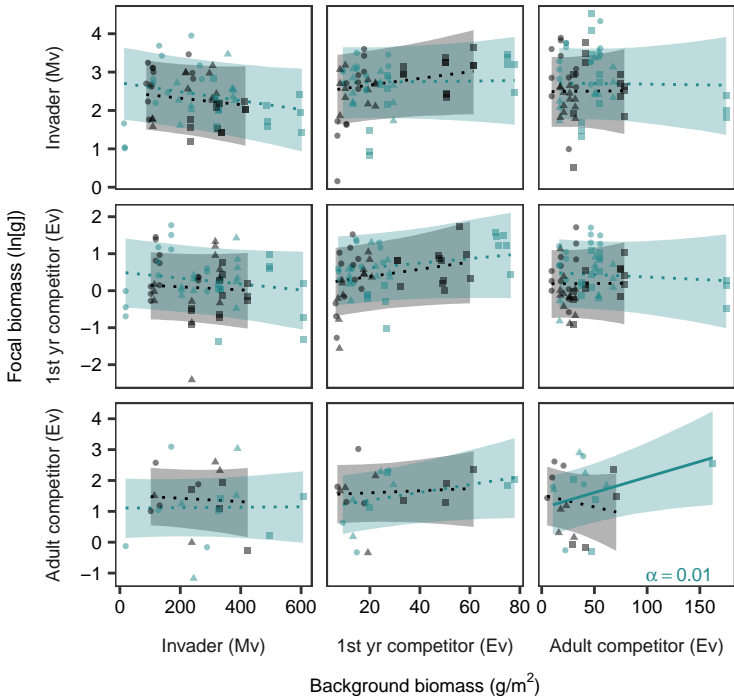 Focal biomass (ln[g])
Invader (Mv)
4
3
2
1
0
1st yr competitor (Ev)
2
1
0
−1
−2
Adult competitor (Ev)
4
3
2
1
0
−1
α = 0.01
0 200 400 600
20 40 60 80
0 50 100 150
Invader (Mv)
1st yr competitor (Ev)
Adult competitor (Ev)
Background biomass (g/m²)